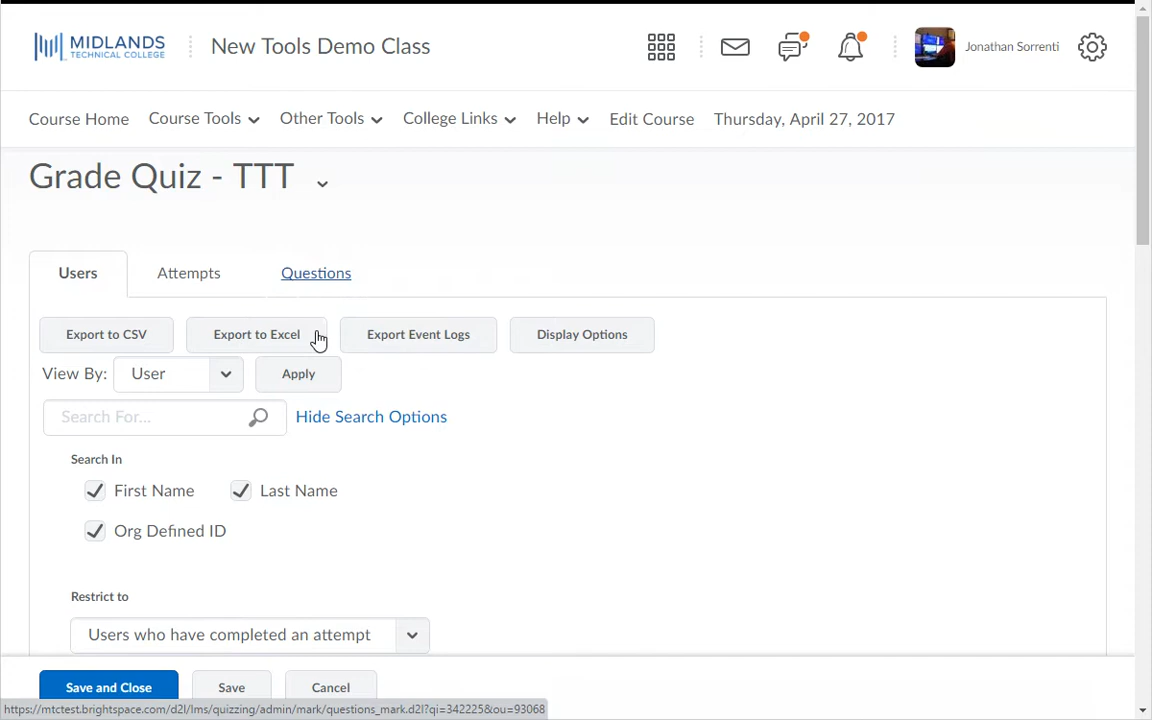 MIDLANDS
TECHNICAL COLLEGE
New Tools Demo Class
Jonathan Sorrenti
Course Home Course Tools Other Tools College Links Help Edit Course Thursday, April 27, 2017
Grade Quiz - TTT
Users Attempts Questions
Export to CSV Export to Excel Export Event Logs Display Options
View By: User Apply
Search For... Hide Search Options
Search In
First Name Last Name
Org Defined ID
Restrict to
Users who have completed an attempt
Save and Close Save Cancel
https://mtctest.brightspace.com/d2l/lms/quizzing/admin/mark/questions_mark.d2l?qi=342225&ou=93068